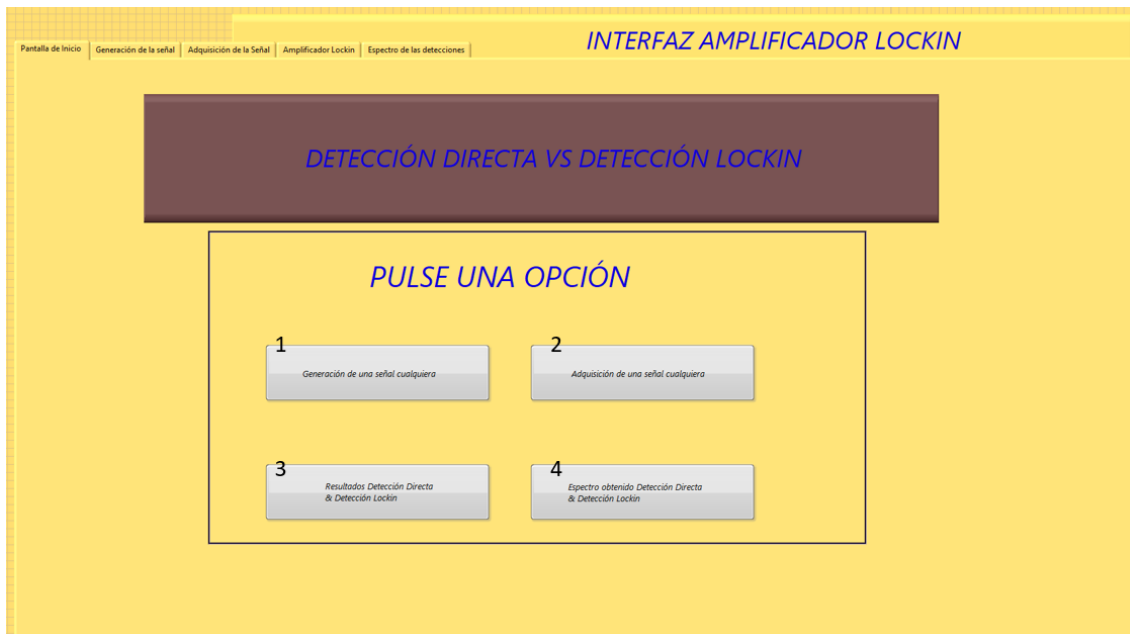 INTERFAZ AMPLIFICADOR LOCKIN
Pantalla de Inicio
Generación de la señal
Adquisición de la Señal
Amplificador Lockin
Espectro de las detecciones
DETECCIÓN DIRECTA VS DETECCIÓN LOCKIN
PULSE UNA OPCIÓN
1
Generación de una señal cualquiera
2
Adquisición de una señal cualquiera
3
Resultados Detección Directa
& Detección Lockin
4
Espectro obtenido Detección Directa
& Detección Lockin